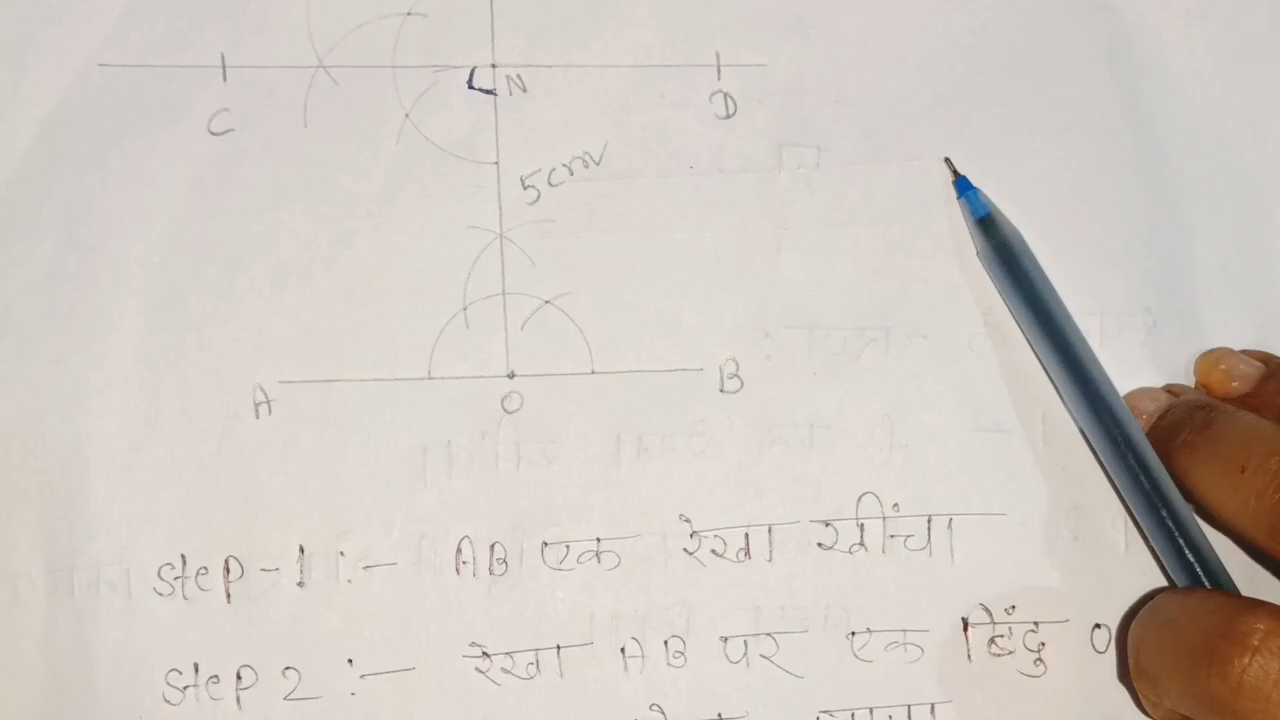 N
C D
5cm
A O B
Step-1:- AB एक रेखा खींचा
Step 2:- रेखा AB पर एक बिंदु O